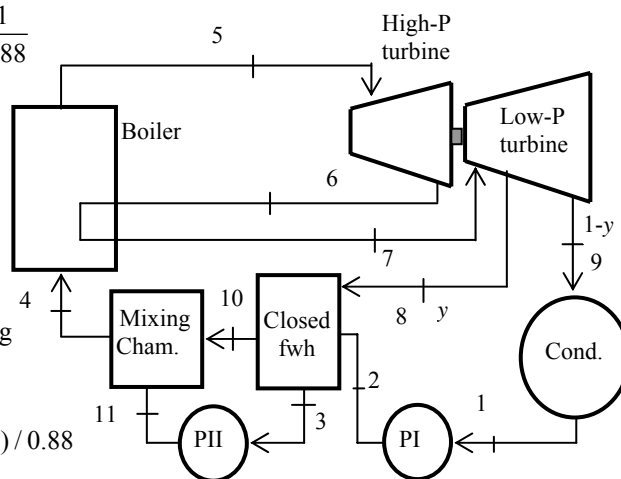 1
88
5
High-P
turbine
Low-P
turbine
Boiler
6
7
1-y
9
4
10
8
y
Mixing
Cham.
Closed
fwh
Cond.
g
2
11
3
1
PII
PI
) / 0.88